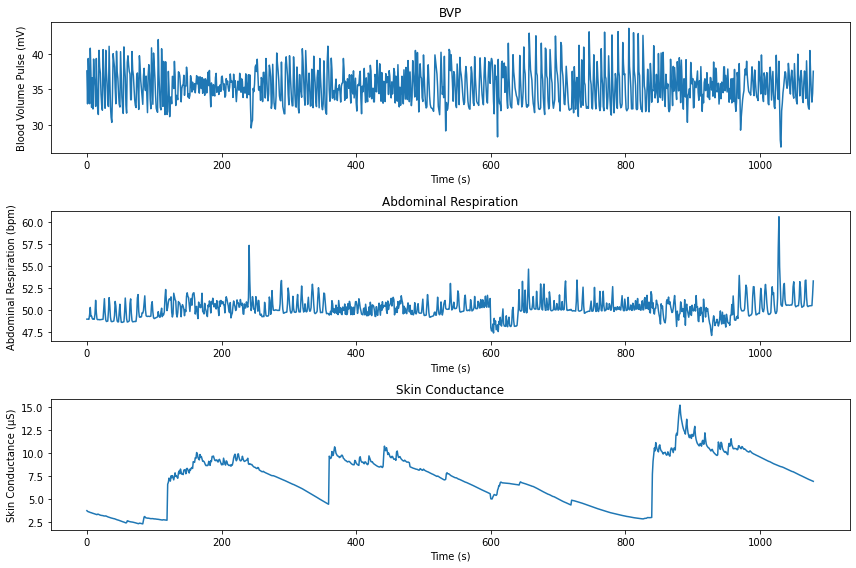 BVP
Blood Volume Pulse (mV)
40
35
30
0 200 400 600 800 1000
Time (s)
Abdominal Respiration
Abdominal Respiration (bpm)
60.0
57.5
55.0
52.5
50.0
47.5
0 200 400 600 800 1000
Time (s)
Skin Conductance
Skin Conductance (μS)
15.0
12.5
10.0
7.5
5.0
2.5
0 200 400 600 800 1000
Time (s)